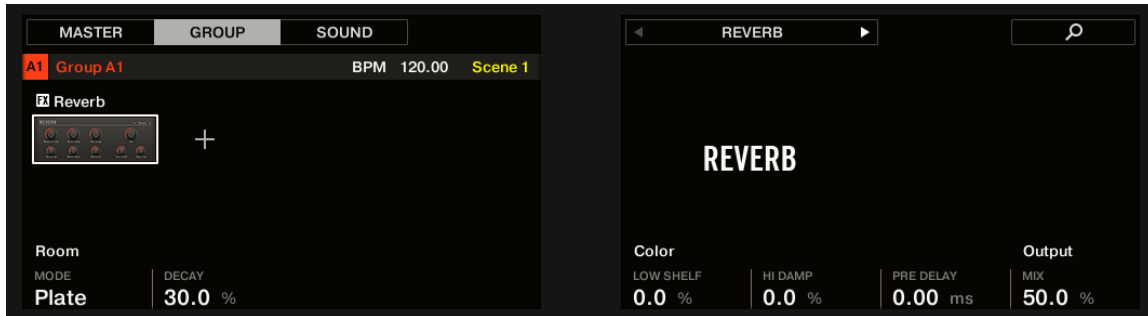 MASTER GROUP SOUND
A1 Group A1 BPM 120.00 Scene 1
FX Reverb
REVERB
Room
MODE DECAY
Plate 30.0 %
REVERB
REVERB
Color Output
LOW SHELF HI DAMP PRE DELAY MIX
0.0 % 0.0 % 0.00 ms 50.0 %